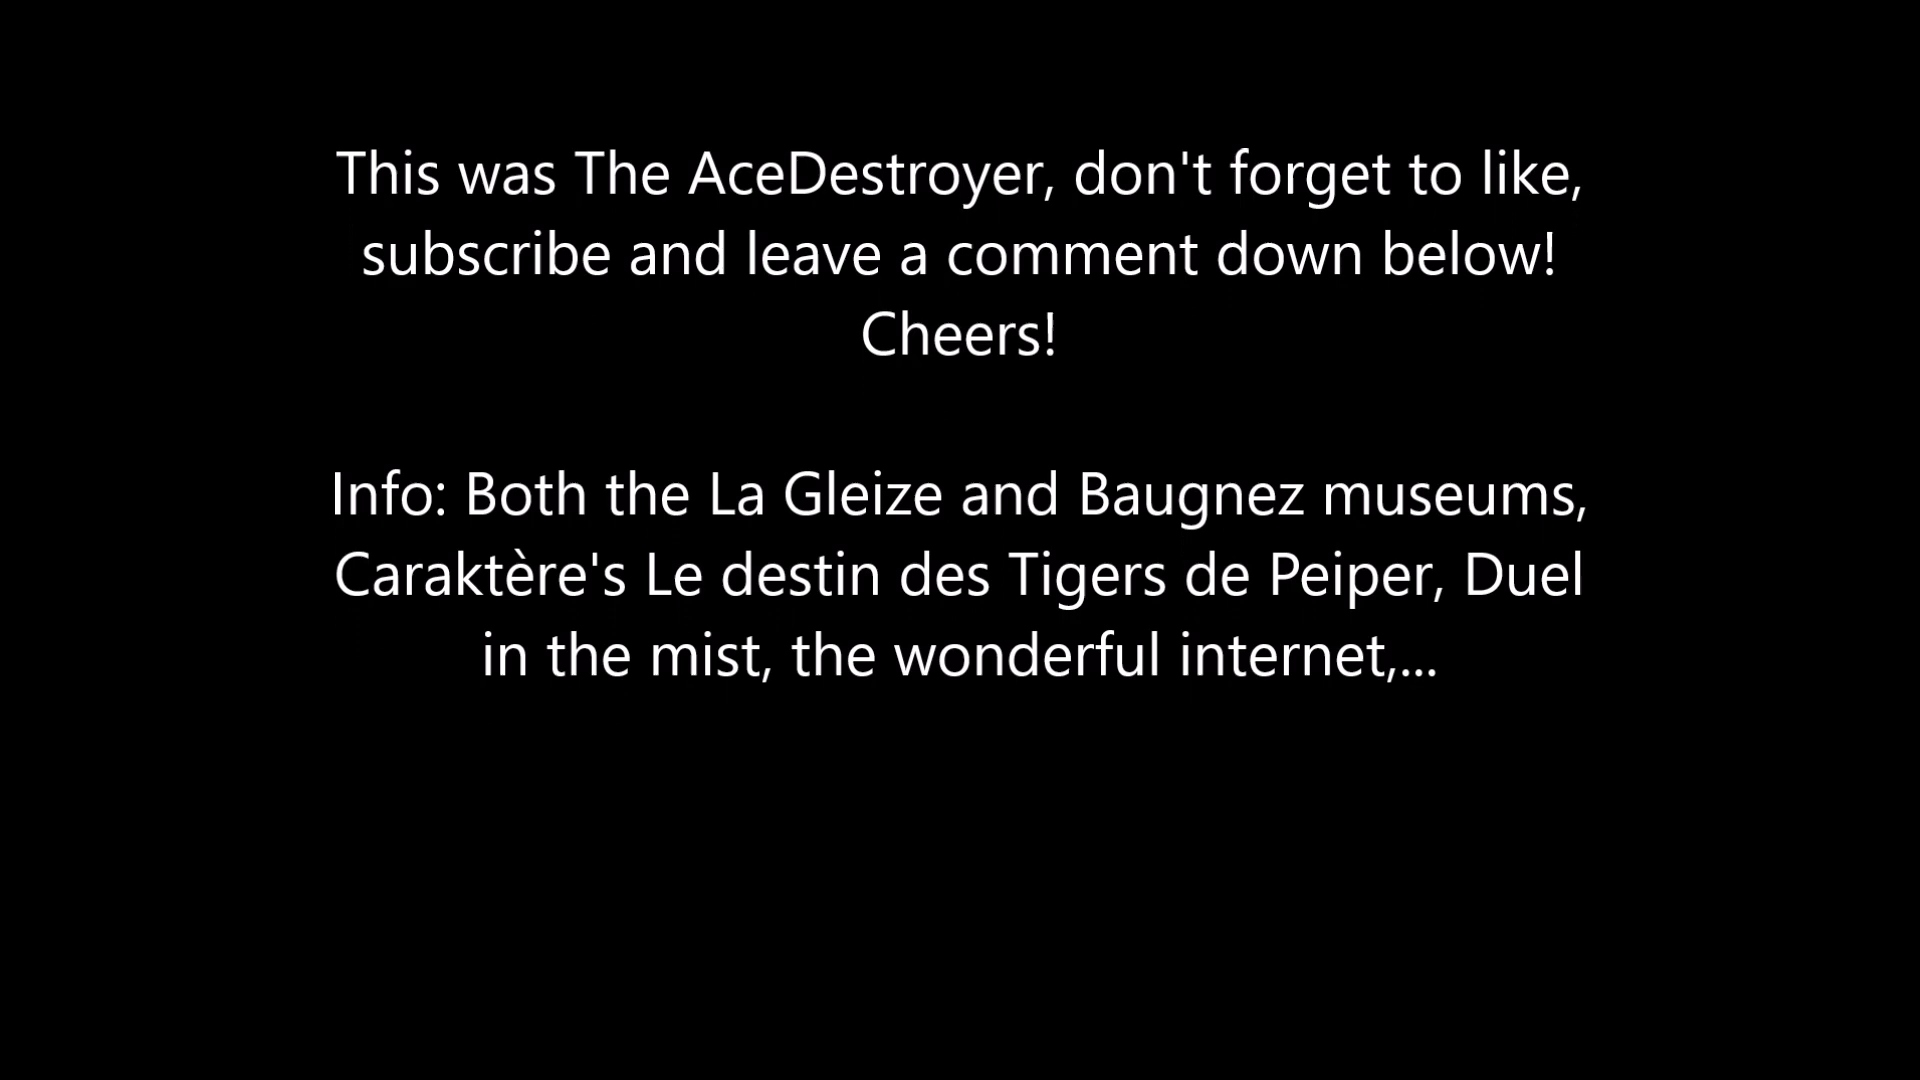 This was The AceDestroyer, don't forget to like,
subscribe and leave a comment down below!
Cheers!
Info: Both the La Gleize and Baugnez museums,
Caraktère's Le destin des Tigers de Peiper, Duel
in the mist, the wonderful internet,...